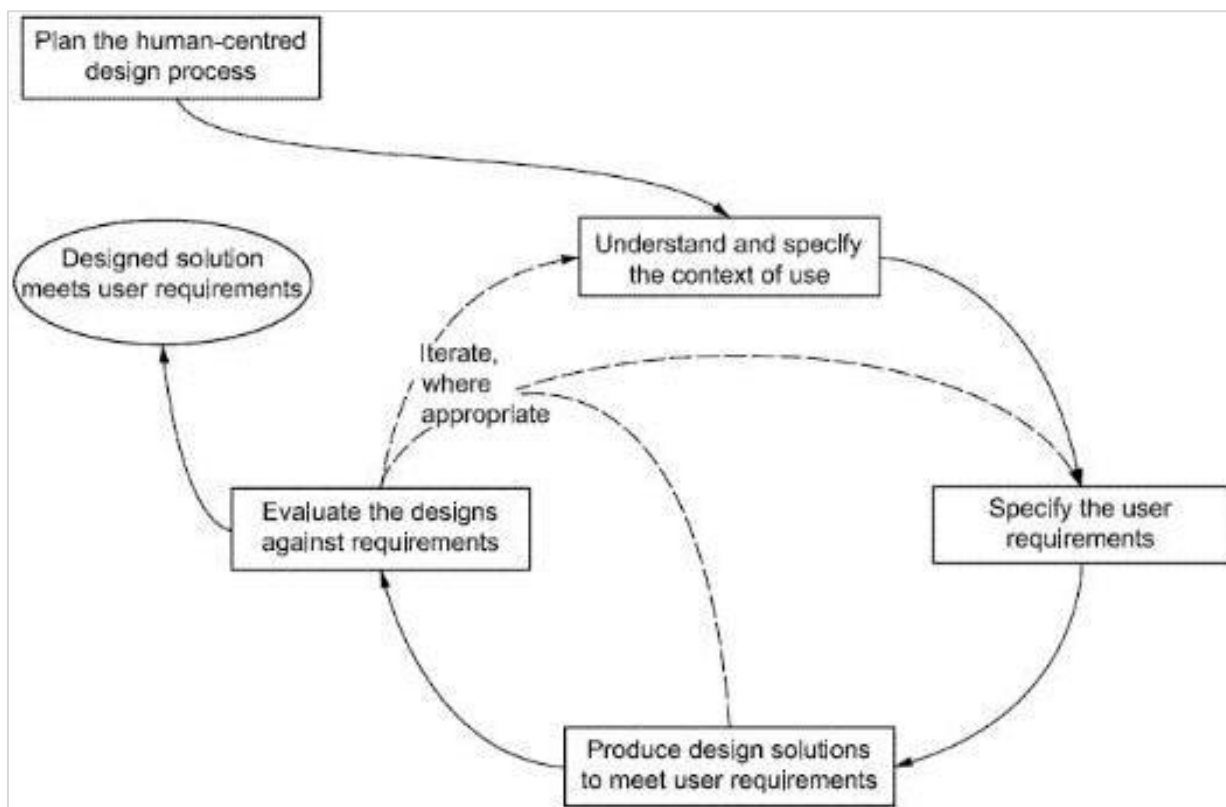 Plan the human-centred
design process
Understand and specify
the context of use
Designed solution
meets user requirements
Iterate,
where
appropriate
Evaluate the designs
against requirements
Specify the user
requirements
Produce design solutions
to meet user requirements